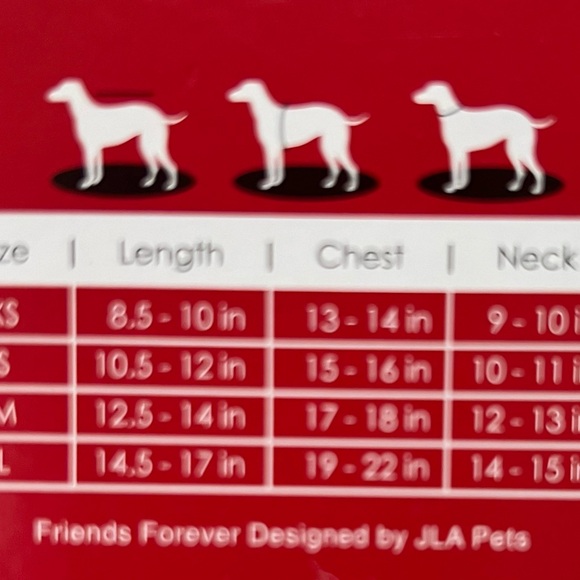 ze | Length | Chest | Neck
XS 8.5 - 10 in 13 - 14 in 9 - 10 i
S 10.5 - 12 in 15 - 16 in 10 - 11 i
M 12.5 - 14 in 17 - 18 in 12 - 13 i
L 14.5 - 17 in 19 - 22 in 14 - 15 i
Friends Forever Designed by JLA Pets